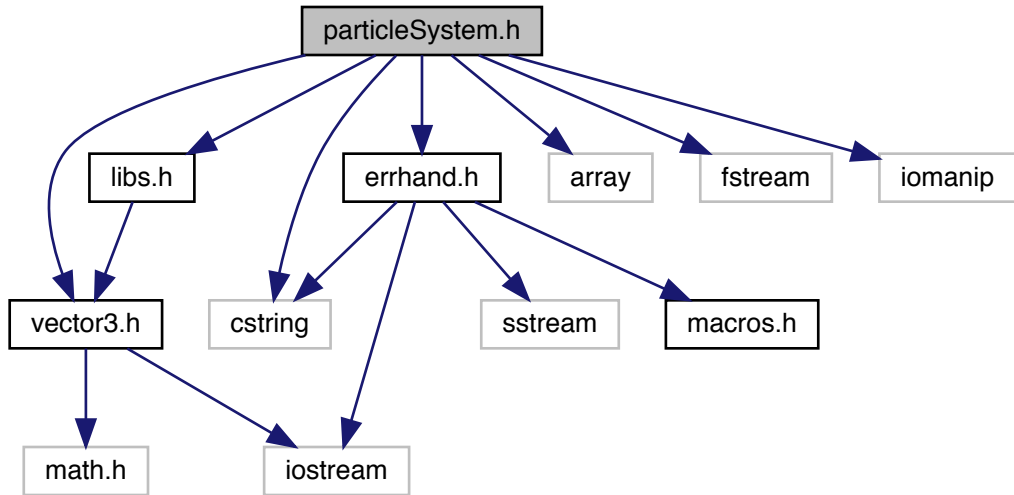 particleSystem.h
libs.h
errhand.h
array
fstream
iomanip
vector3.h
cstring
sstream
macros.h
math.h
iostream